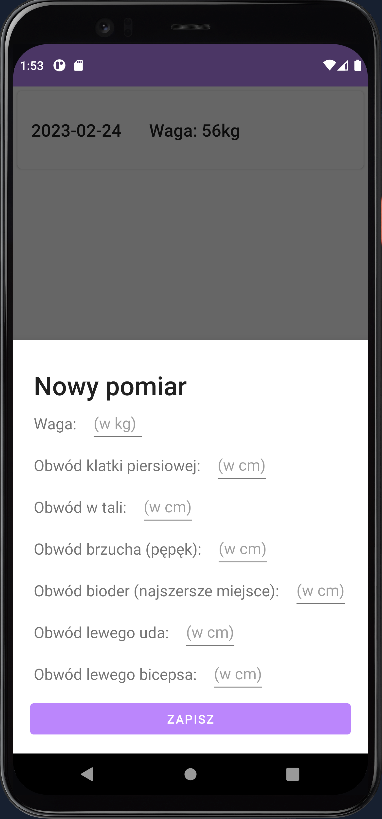 1:53
2023-02-24 Waga: 56kg
Nowy pomiar
Waga: (w kg)
Obwód klatki piersiowej: (w cm)
Obwód w tali: (w cm)
Obwód brzucha (pępęk): (w cm)
Obwód bioder (najszersze miejsce): (w cm)
Obwód lewego uda: (w cm)
Obwód lewego bicepsa: (w cm)
ZAPISZ